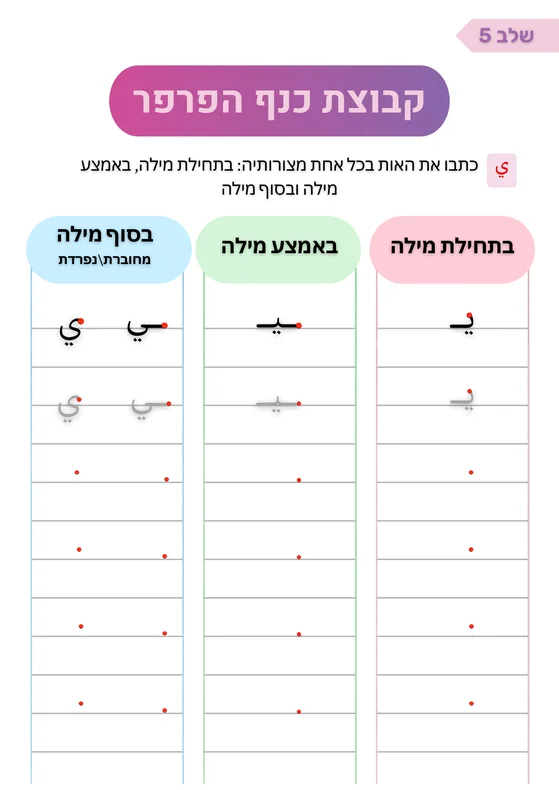 שלב 5
קבוצת כנף הפרפר
ي כתבו את האות בכל אחת מצורותיה: בתחילת מילה, באמצע
מילה ובסוף מילה
בתחילת מילה
באמצע מילה
בסוף מילה
מחוברת\נפרדת
يـ ـيـ ـي ي
يـ ـيـ ـي ي